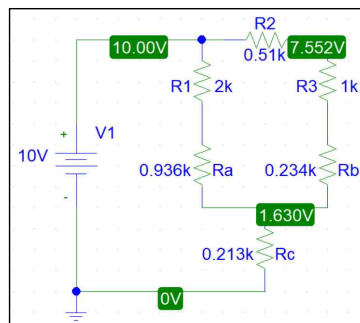 R2
10.00V
7.552V
0.51k
R1
2k
R3
1k
+
V1
10V
-
0.936k
Ra
0.234k
Rb
1.630V
0.213k
Rc
0V